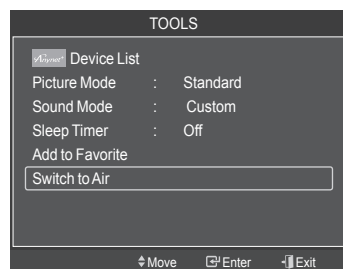 TOOLS
Anynet+ Device List
Picture Mode : Standard
Sound Mode : Custom
Sleep Timer : Off
Add to Favorite
Switch to Air
Move Enter Exit